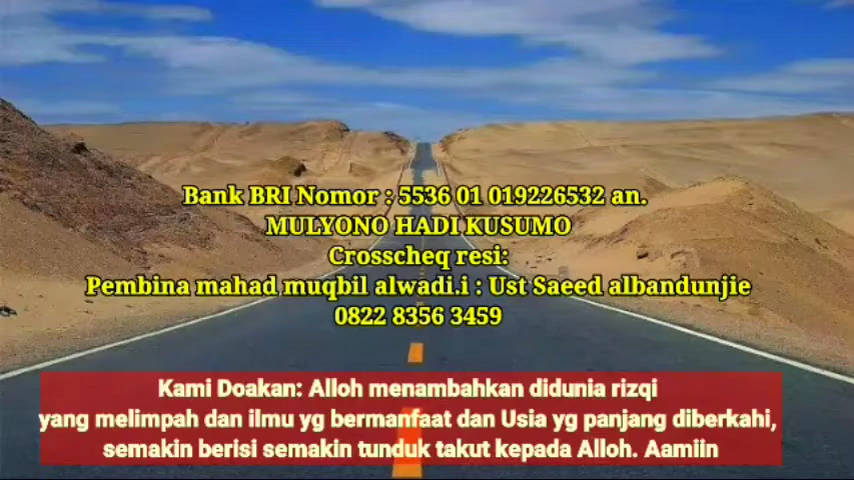 Bank BRI Nomor : 5536 01 019226532 an.
MULYONO HADI KUSUMO
Crosscheq resi:
Pembina mahad muqbil alwadi.i : Ust Saeed albandunjie
0822 8356 3459
Kami Doakan: Alloh menambahkan didunia rizqi
yang melimpah dan ilmu yg bermanfaat dan Usia yg panjang diberkahi,
semakin berisi semakin tunduk takut kepada Alloh. Aamiin